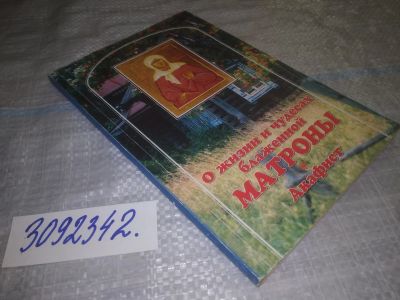 О жизни и чудесах
блаженной
МАТРОНЫ
Акафист
3092342.